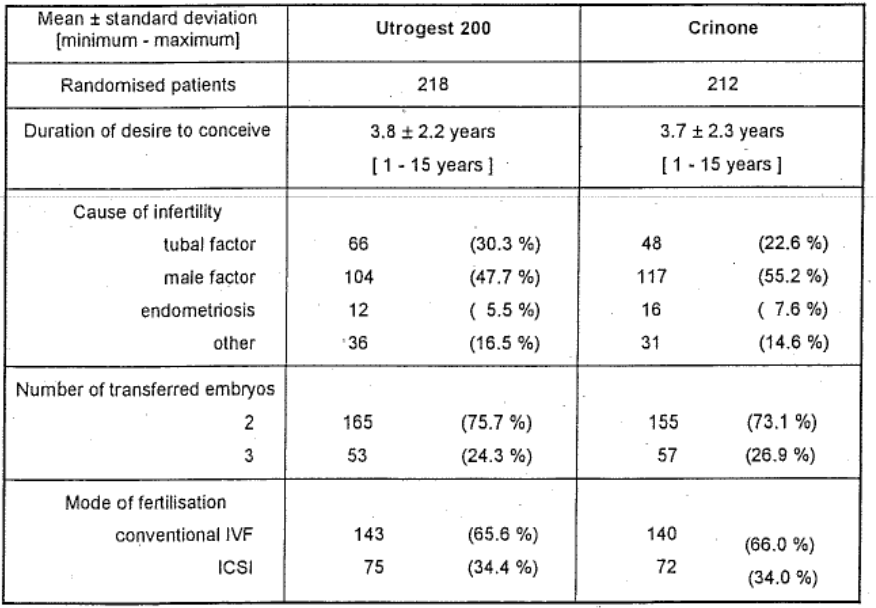 Mean ± standard deviation
[minimum - maximum] Utrogest 200 Crinone
Randomised patients 218 212
Duration of desire to conceive 3.8 ± 2.2 years 3.7 ± 2.3 years
[ 1 - 15 years ] [ 1 - 15 years ]
Cause of infertility
tubal factor 66 (30.3 %) 48 (22.6 %)
male factor 104 (47.7 %) 117 (55.2 %)
endometriosis 12 ( 5.5 %) 16 ( 7.6 %)
other 36 (16.5 %) 31 (14.6 %)
Number of transferred embryos
2 165 (75.7 %) 155 (73.1 %)
3 53 (24.3 %) 57 (26.9 %)
Mode of fertilisation
conventional IVF 143 (65.6 %) 140 (66.0 %)
ICSI 75 (34.4 %) 72 (34.0 %)